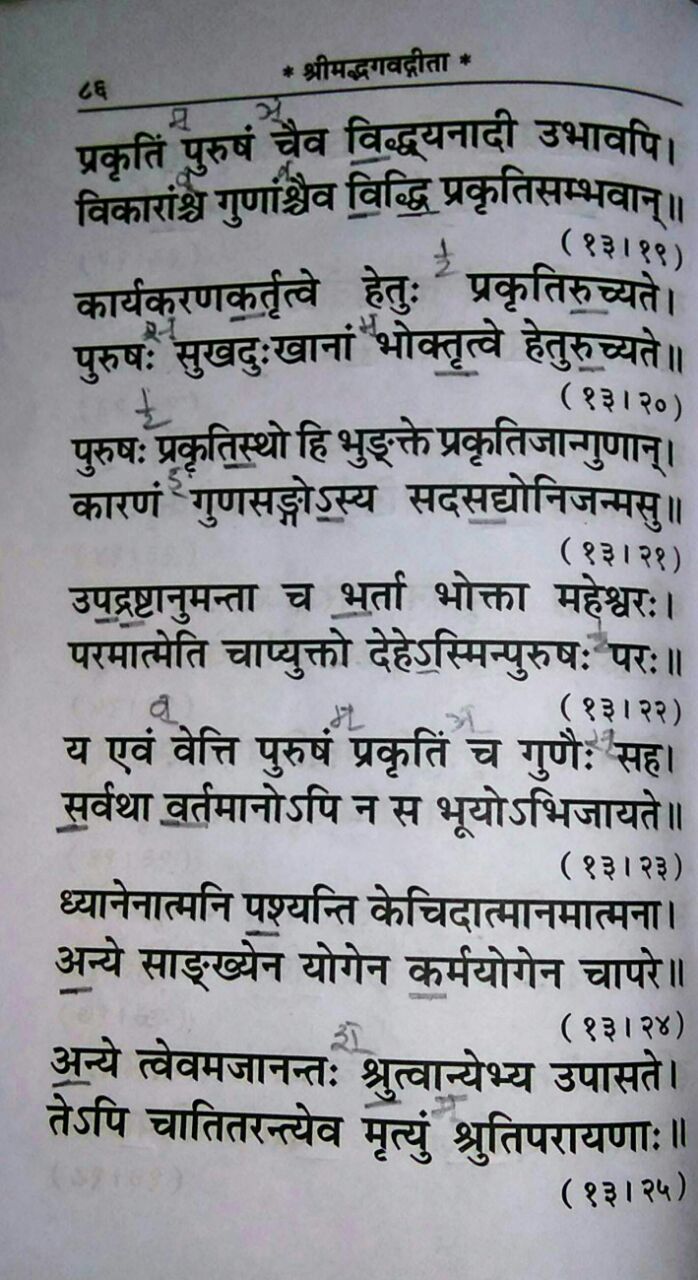 ८६
* श्रीमद्भगवद्गीता *
प्रकृतिं पुरुषं चैव विद्ध्यनादी उभावपि।
विकारांश्च गुणांश्चैव विद्धि प्रकृतिसम्भवान्॥
(१३।१९)
कार्यकरणकर्तृत्वे हेतुः प्रकृतिरुच्यते।
पुरुषः सुखदुःखानां भोक्तृत्वे हेतुरुच्यते॥
(१३।२०)
पुरुषः प्रकृतिस्थो हि भुङ्क्ते प्रकृतिजान्गुणान्।
कारणं गुणसङ्गोऽस्य सदसद्योनिजन्मसु॥
(१३।२१)
उपद्रष्टानुमन्ता च भर्ता भोक्ता महेश्वरः।
परमात्मेति चाप्युक्तो देहेऽस्मिन्पुरुषः परः॥
(१३।२२)
य एवं वेत्ति पुरुषं प्रकृतिं च गुणैः सह।
सर्वथा वर्तमानोऽपि न स भूयोऽभिजायते॥
(१३।२३)
ध्यानेनात्मनि पश्यन्ति केचिदात्मानमात्मना।
अन्ये साङ्ख्येन योगेन कर्मयोगेन चापरे॥
(१३।२४)
अन्ये त्वेवमजानन्तः श्रुत्वान्येभ्य उपासते।
तेऽपि चातितरन्त्येव मृत्युं श्रुतिपरायणाः॥
(१३।२५)